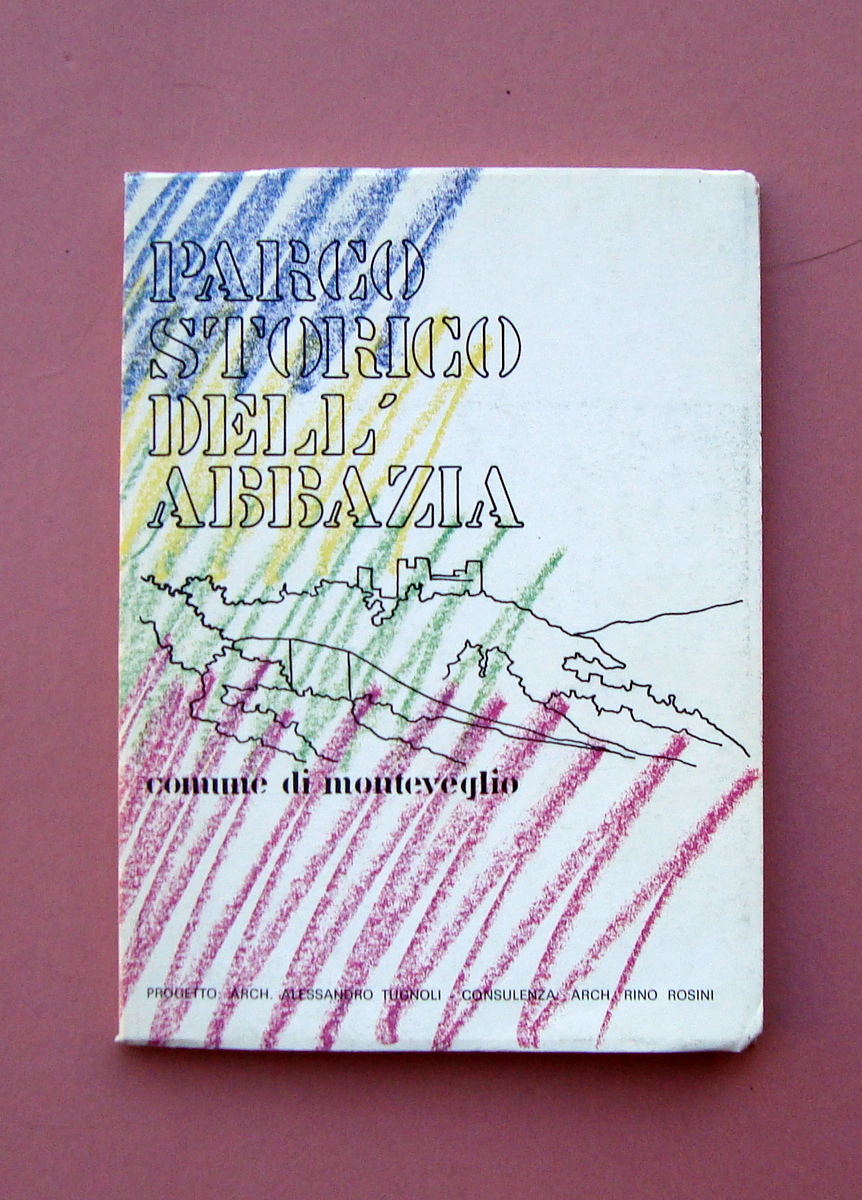 PARCO
STORICO
DELL'
ABBAZIA
comune di monteveglio
PROGETTO: ARCH. ALESSANDRO TUGNOLI - CONSULENZA: ARCH. RINO ROSINI